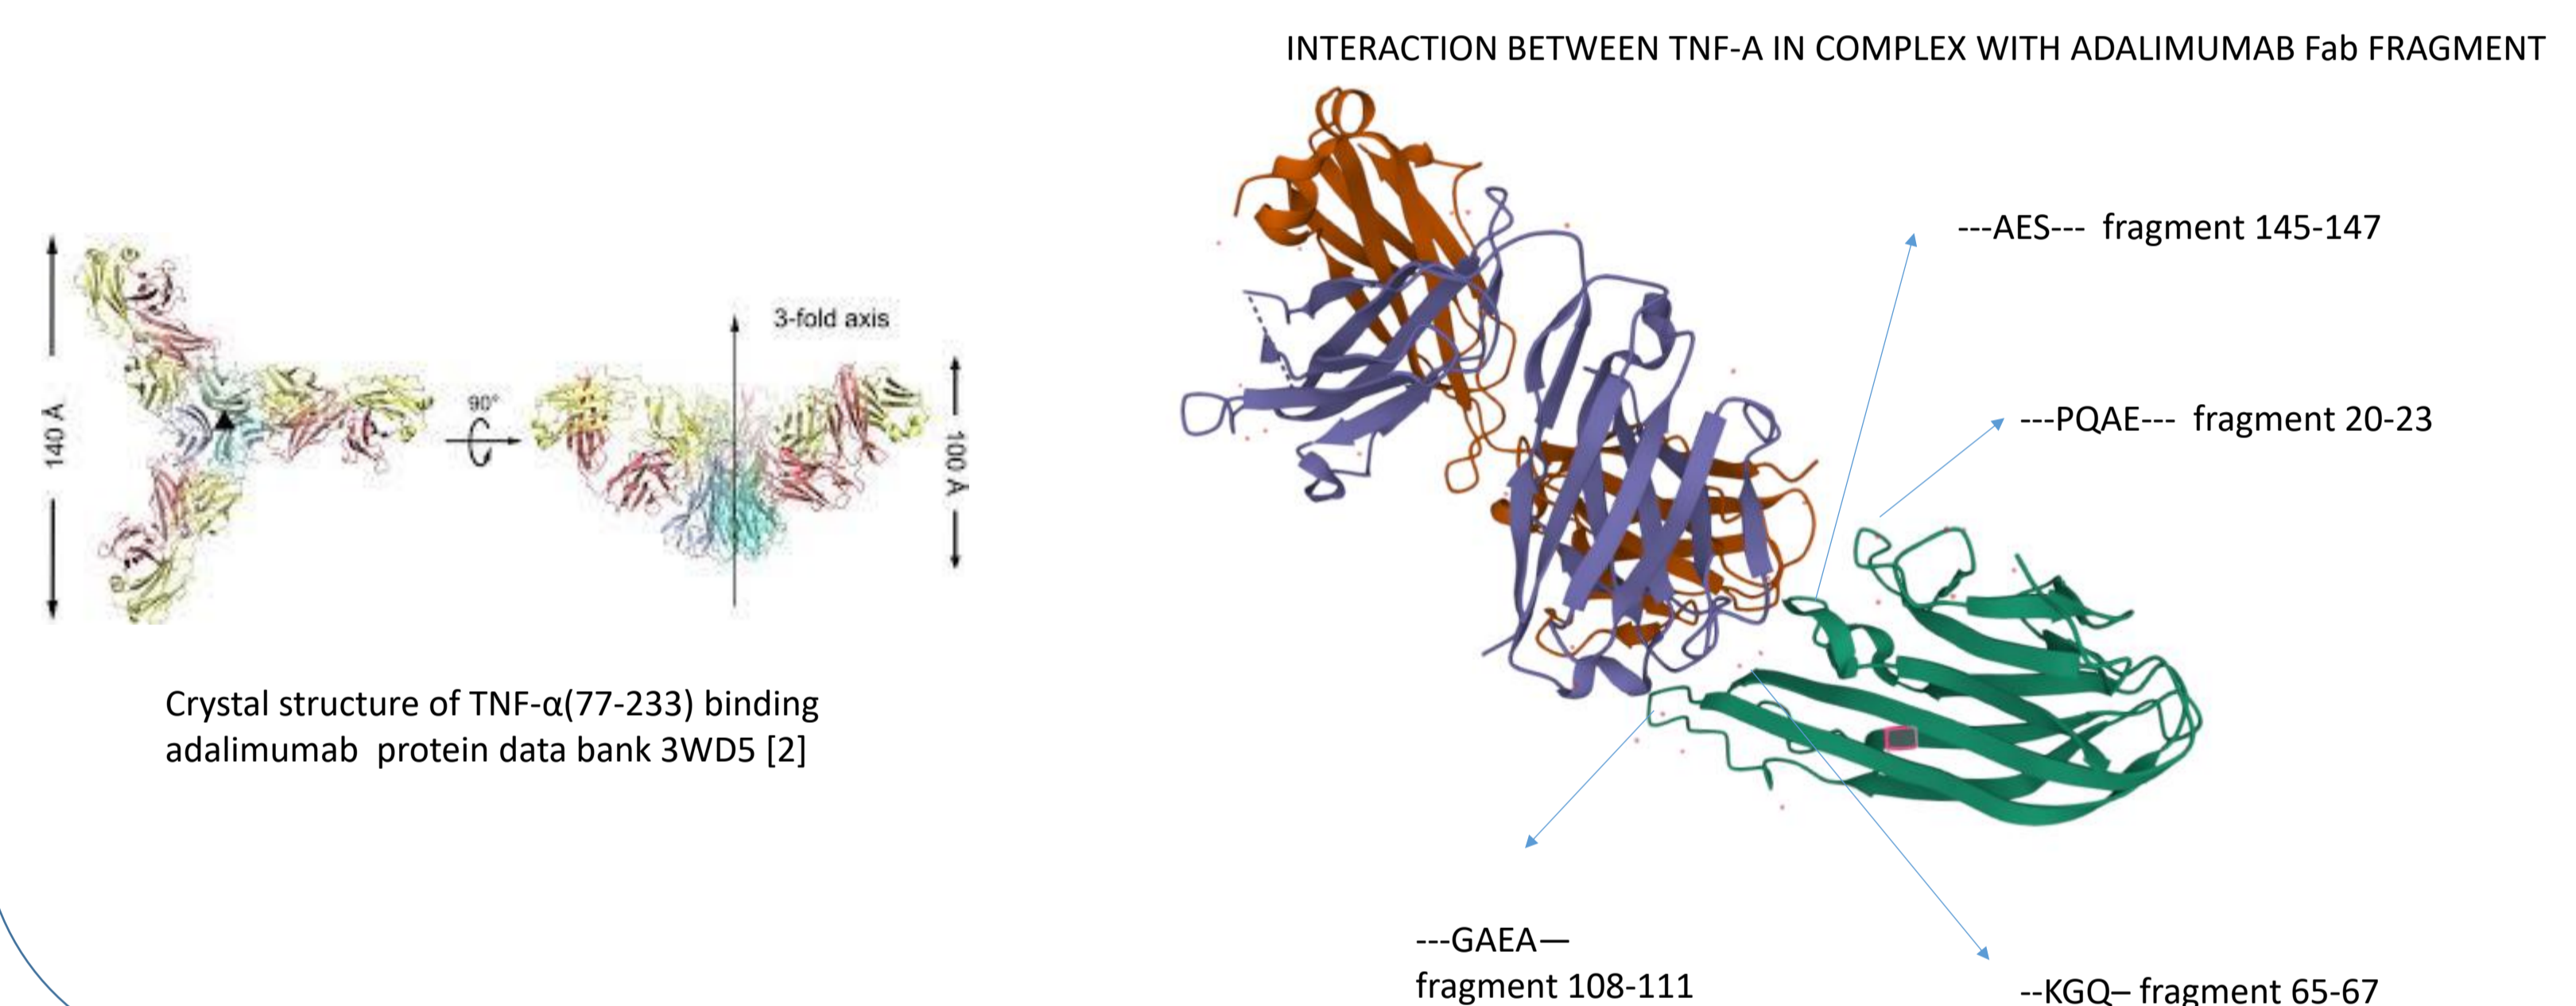 INTERACTION BETWEEN TNF-A IN COMPLEX WITH ADALIMUMAB Fab FRAGMENT
---AES--- fragment 145-147
3-fold axis
140 Å
90°
100 Å
---PQAE--- fragment 20-23
Crystal structure of TNF-α(77-233) binding
adalimumab protein data bank 3WD5 [2]
---GAEA—
fragment 108-111
--KGQ– fragment 65-67